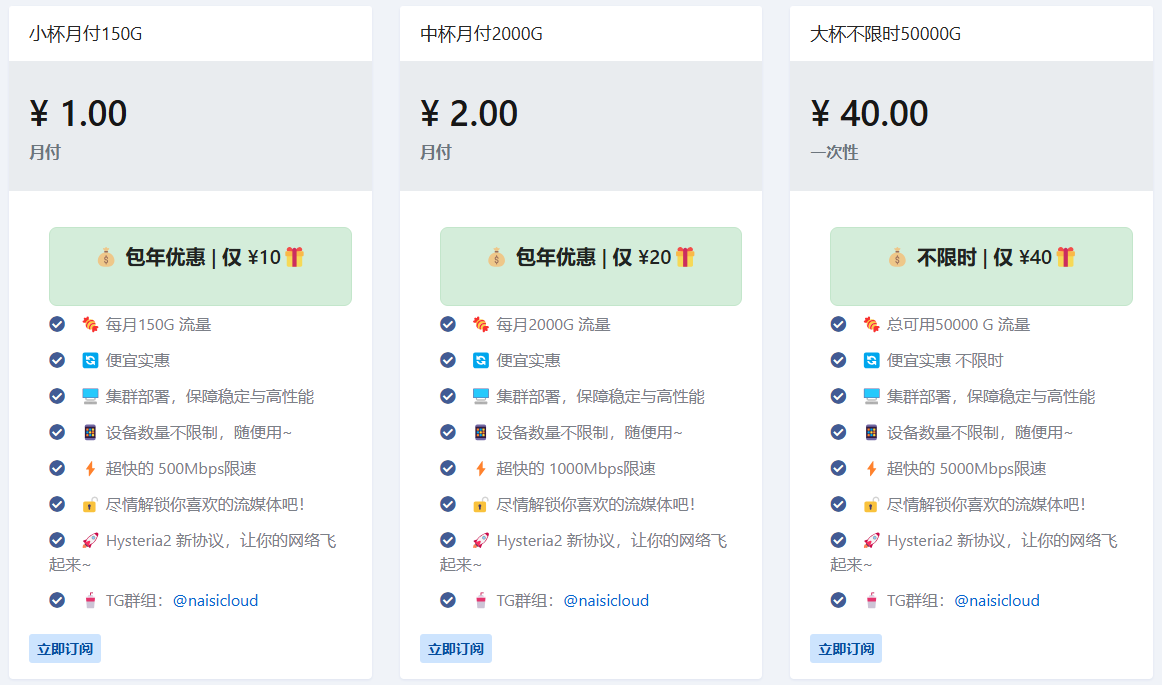 小杯月付150G
¥ 1.00
月付
💰 包年优惠 | 仅 ¥10🎁
每月150G 流量
便宜实惠
集群部署，保障稳定与高性能
设备数量不限制，随便用~
超快的 500Mbps限速
尽情解锁你喜欢的流媒体吧！
Hysteria2 新协议，让你的网络飞
起来~
TG群组：@naisicloud
立即订阅
中杯月付2000G
¥ 2.00
月付
💰 包年优惠 | 仅 ¥20🎁
每月2000G 流量
便宜实惠
集群部署，保障稳定与高性能
设备数量不限制，随便用~
超快的 1000Mbps限速
尽情解锁你喜欢的流媒体吧！
Hysteria2 新协议，让你的网络飞
起来~
TG群组：@naisicloud
立即订阅
大杯不限时50000G
¥ 40.00
一次性
💰 不限时 | 仅 ¥40🎁
总可用50000 G 流量
便宜实惠 不限时
集群部署，保障稳定与高性能
设备数量不限制，随便用~
超快的 5000Mbps限速
尽情解锁你喜欢的流媒体吧！
Hysteria2 新协议，让你的网络飞
起来~
TG群组：@naisicloud
立即订阅